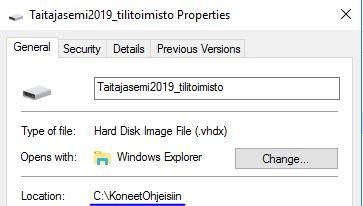 Taitajasemi2019_tilitoimisto Properties
General Security Details Previous Versions
Taitajasemi2019_tilitoimisto
Type of file: Hard Disk Image File (.vhdx)
Opens with: Windows Explorer Change...
Location: C:\KoneetOhjeisiin